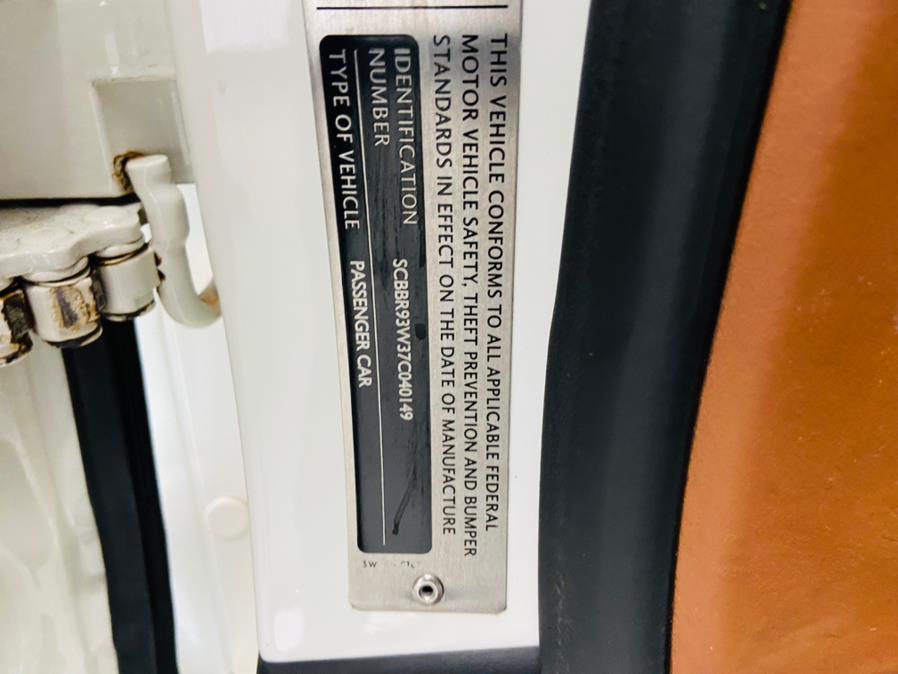 THIS VEHICLE CONFORMS TO ALL APPLICABLE FEDERAL
MOTOR VEHICLE SAFETY, THEFT PREVENTION AND BUMPER
STANDARDS IN EFFECT ON THE DATE OF MANUFACTURE
IDENTIFICATION
NUMBER SCBBR93W37C040149
TYPE OF VEHICLE PASSENGER CAR
3W